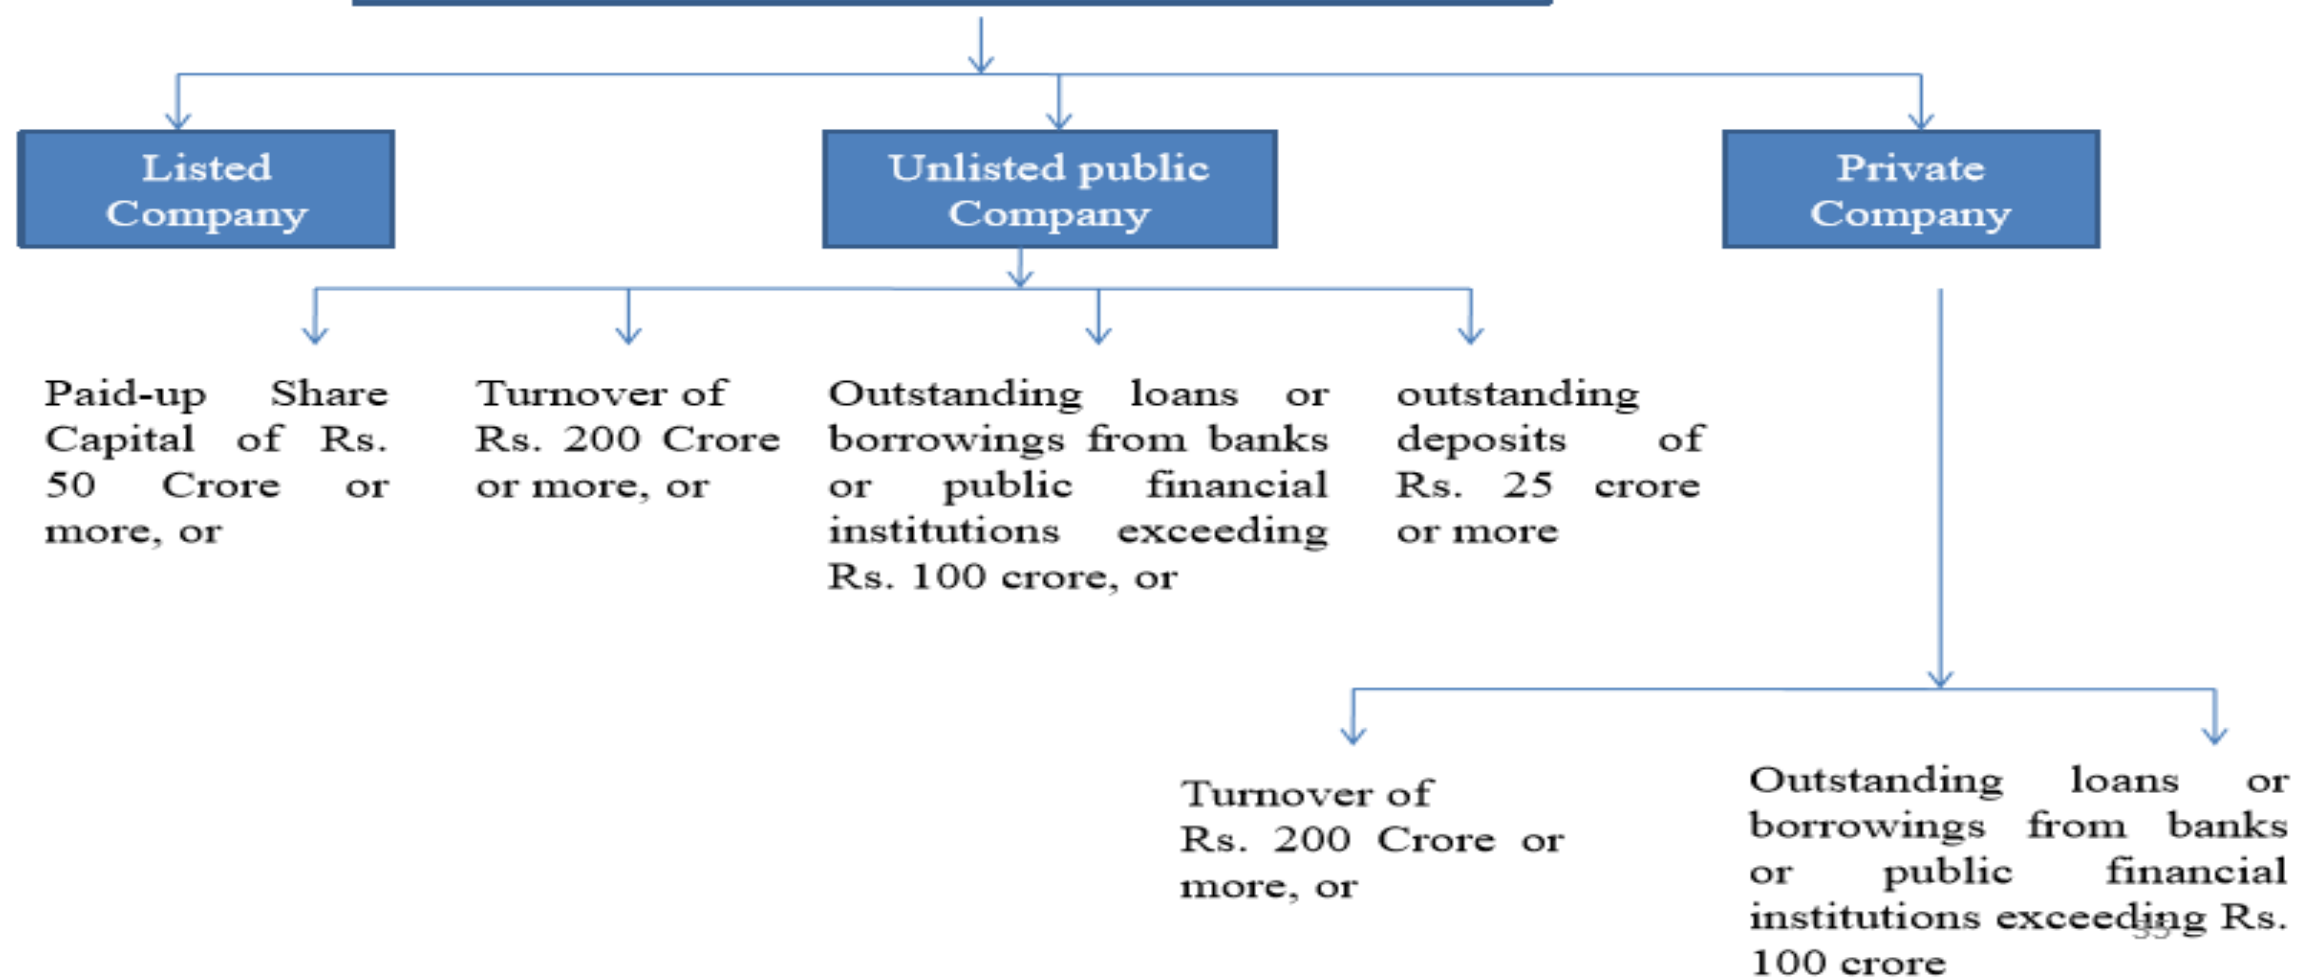 Listed
Company
Unlisted public
Company
Private
Company
Paid-up Share
Capital of Rs.
50 Crore or
more, or
Turnover of
Rs. 200 Crore
or more, or
Outstanding loans or
borrowings from banks
or public financial
institutions exceeding
Rs. 100 crore, or
outstanding
deposits of
Rs. 25 crore
or more
Turnover of
Rs. 200 Crore or
more, or
Outstanding loans or
borrowings from banks
or public financial
institutions exceeding Rs.
100 crore
35